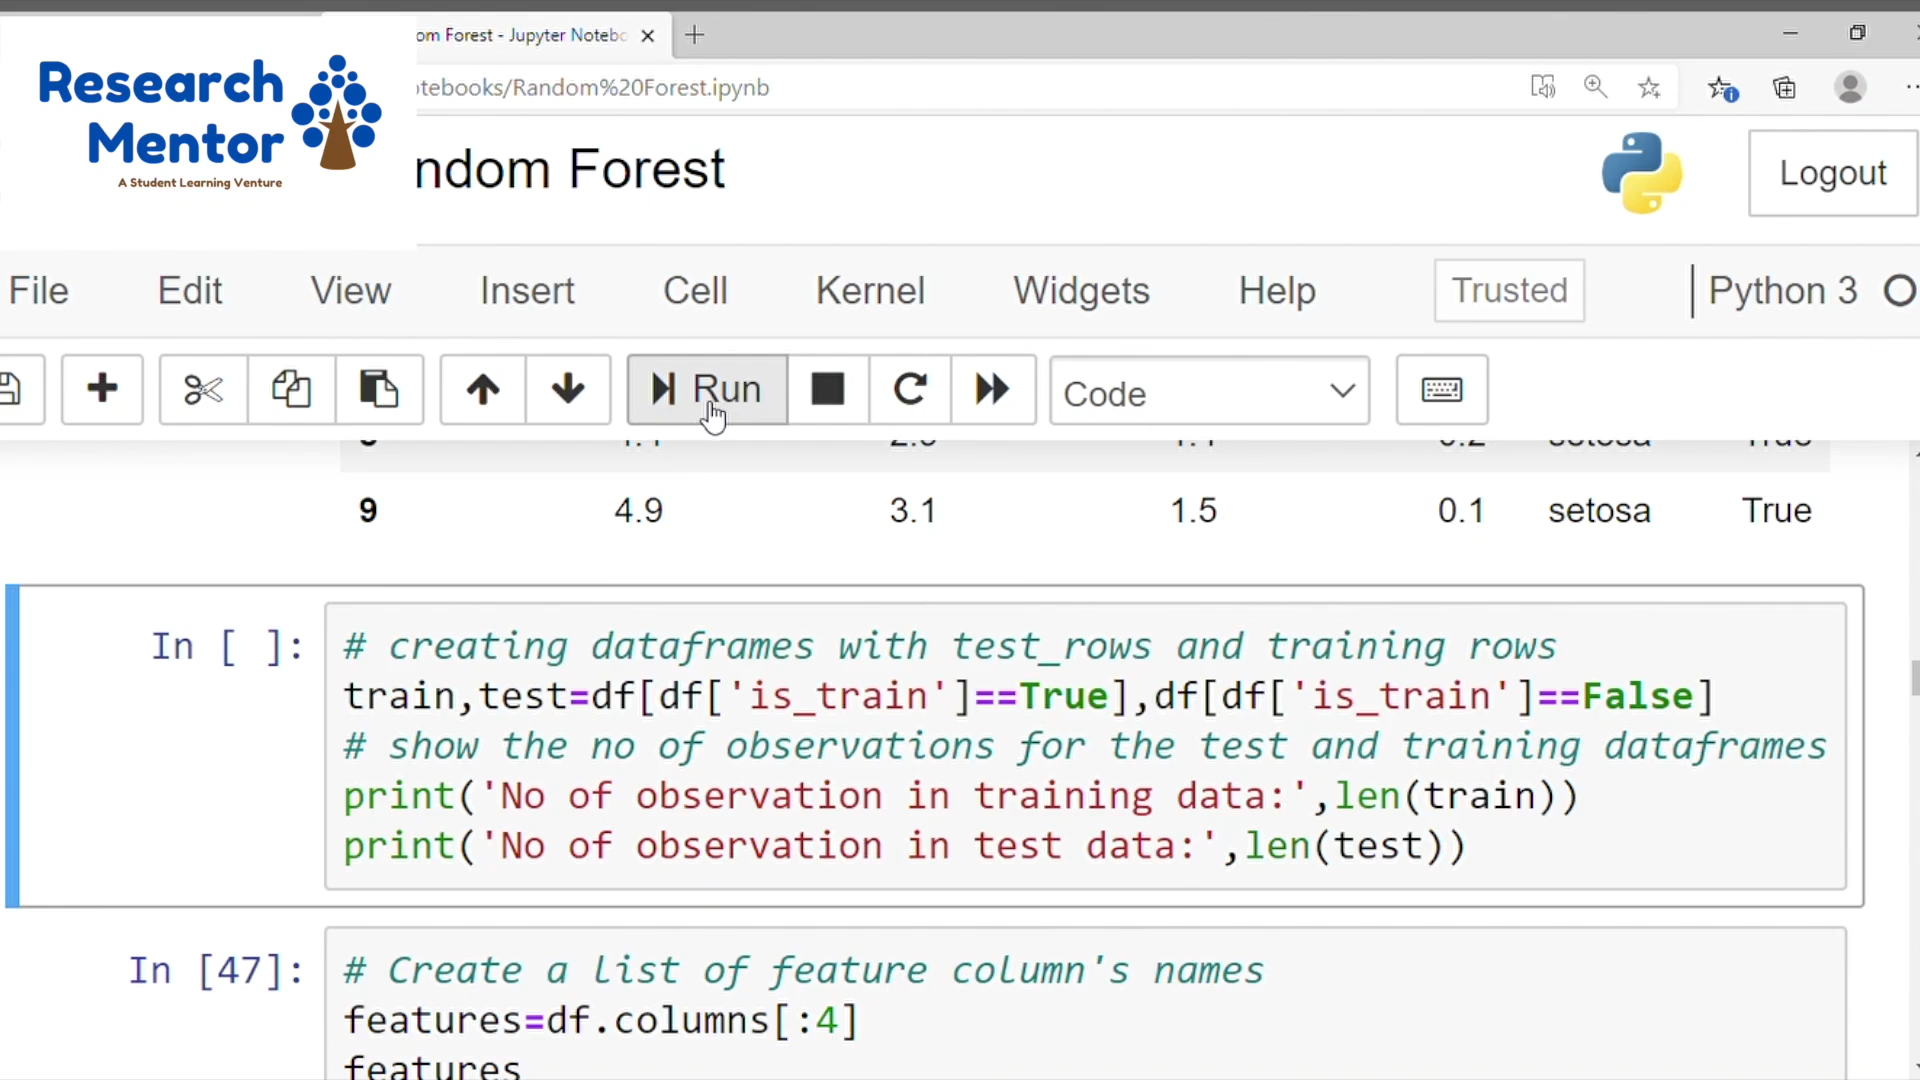 om Forest - Jupyter Notebo
Research
Mentor
A Student Learning Venture
tebooks/Random%20Forest.ipynb
ndom Forest
Logout
File Edit View Insert Cell Kernel Widgets Help Trusted Python 3
Run Code
9 4.9 3.1 1.5 0.1 setosa True
In [ ]: # creating dataframes with test_rows and training rows
train,test=df[df['is_train']==True],df[df['is_train']==False]
# show the no of observations for the test and training dataframes
print('No of observation in training data:',len(train))
print('No of observation in test data:',len(test))
In [47]: # Create a list of feature column's names
features=df.columns[:4]
features